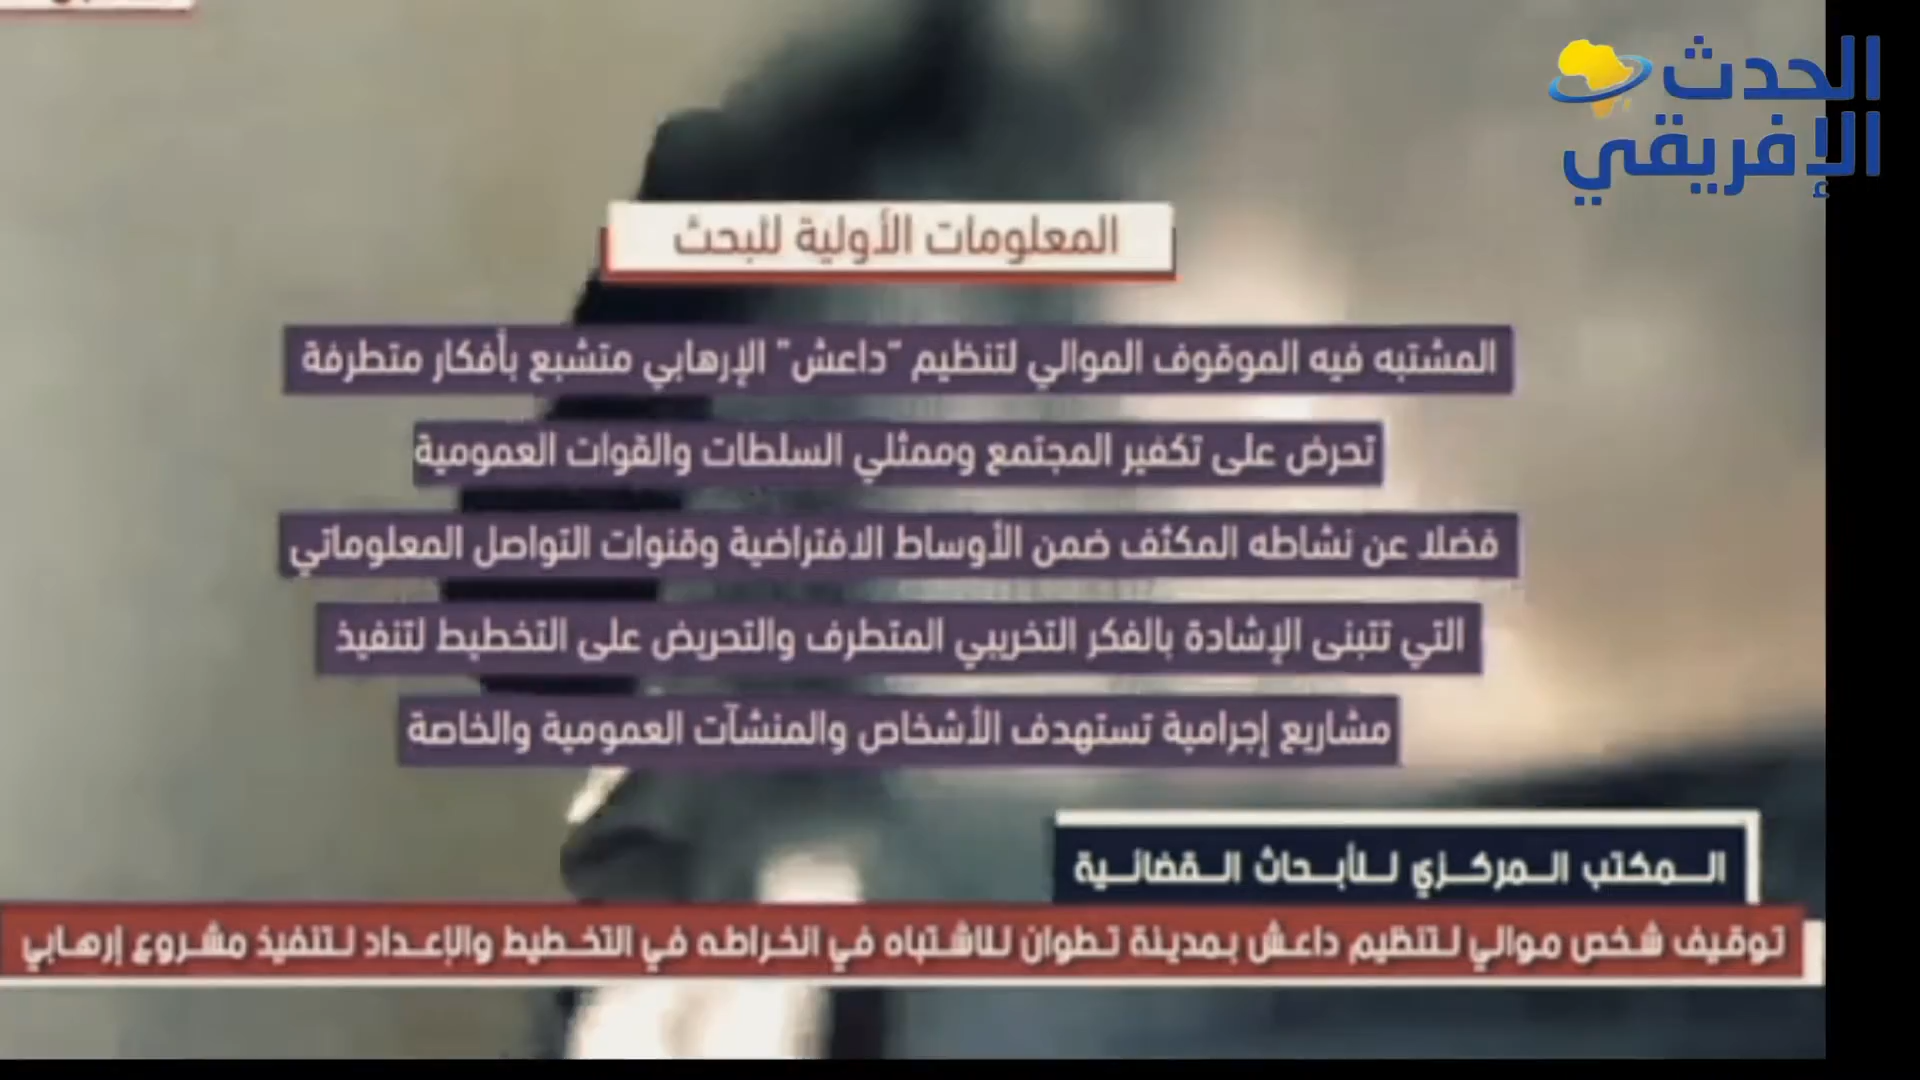 الحدث
الإفريقي
المعلومات الأولية للبحث
المشتبه فيه الموقوف الموالي لتنظيم "داعش" الإرهابي متشبع بأفكار متطرفة
تحرض على تكفير المجتمع وممثلي السلطات والقوات العمومية
فضلا عن نشاطه المكثف ضمن الأوساط الافتراضية وقنوات التواصل المعلوماتي
التي تتبنى الإشادة بالفكر التخريبي المتطرف والتحريض على التخطيط لتنفيذ
مشاريع إجرامية تستهدف الأشخاص والمنشآت العمومية والخاصة
المكتب المركزي للأبحاث القضائية
توقيف شخص موالي لتنظيم داعش بمدينة تطوان للاشتباه في انخراطه في التخطيط والإعداد لتنفيذ مشروع إرهابي